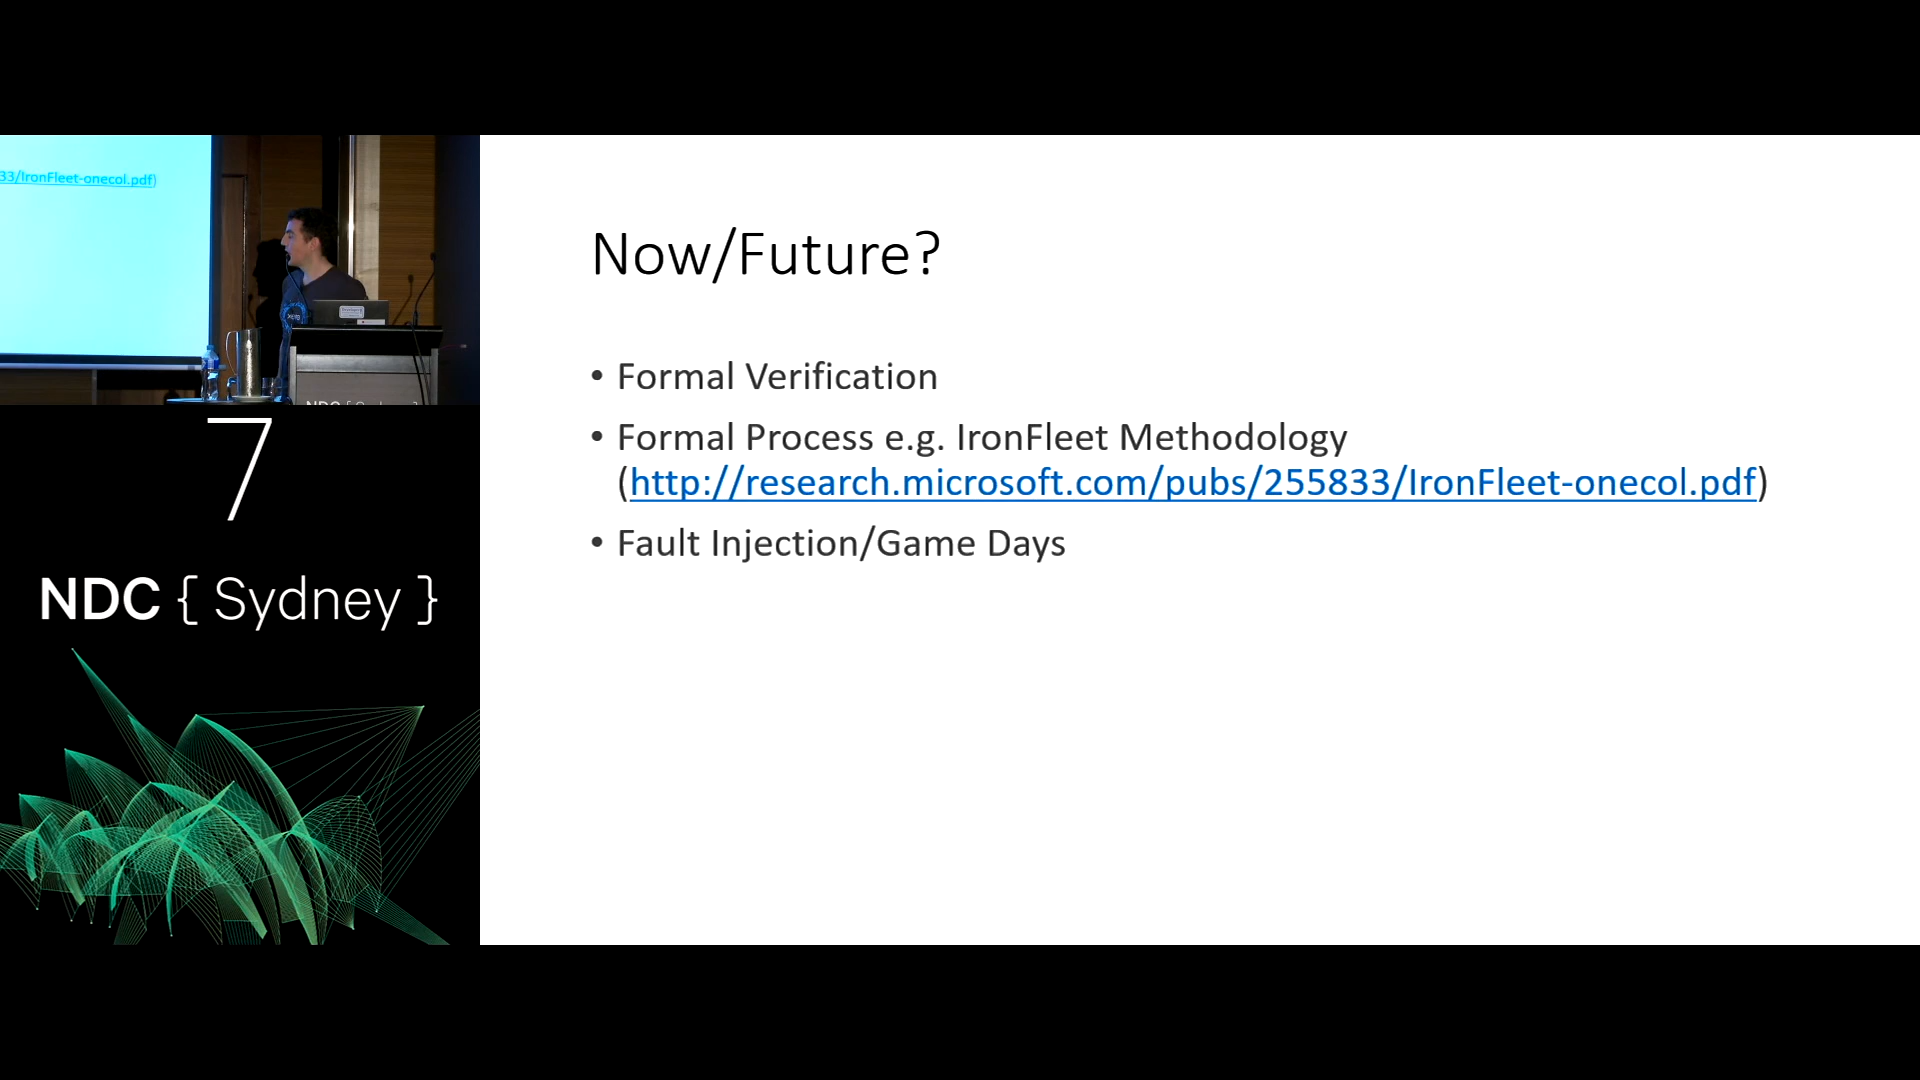 33/IronFleet-onecol.pdf)
7
NDC { Sydney }
Now/Future?
• Formal Verification
• Formal Process e.g. IronFleet Methodology
(http://research.microsoft.com/pubs/255833/IronFleet-onecol.pdf)
• Fault Injection/Game Days